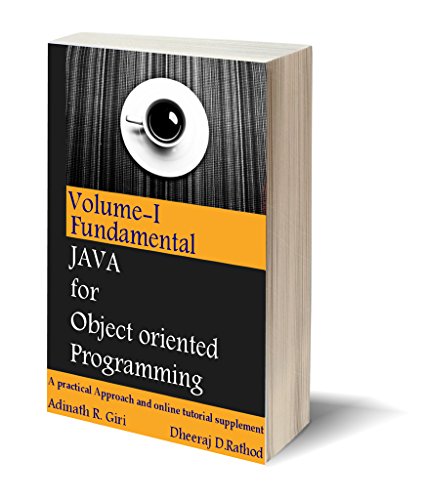 Volume-I
Fundamental
JAVA
for
Object oriented
Programming
A practical Approach and online tutorial supplement
Adinath R. Giri
Dheeraj D.Rathod